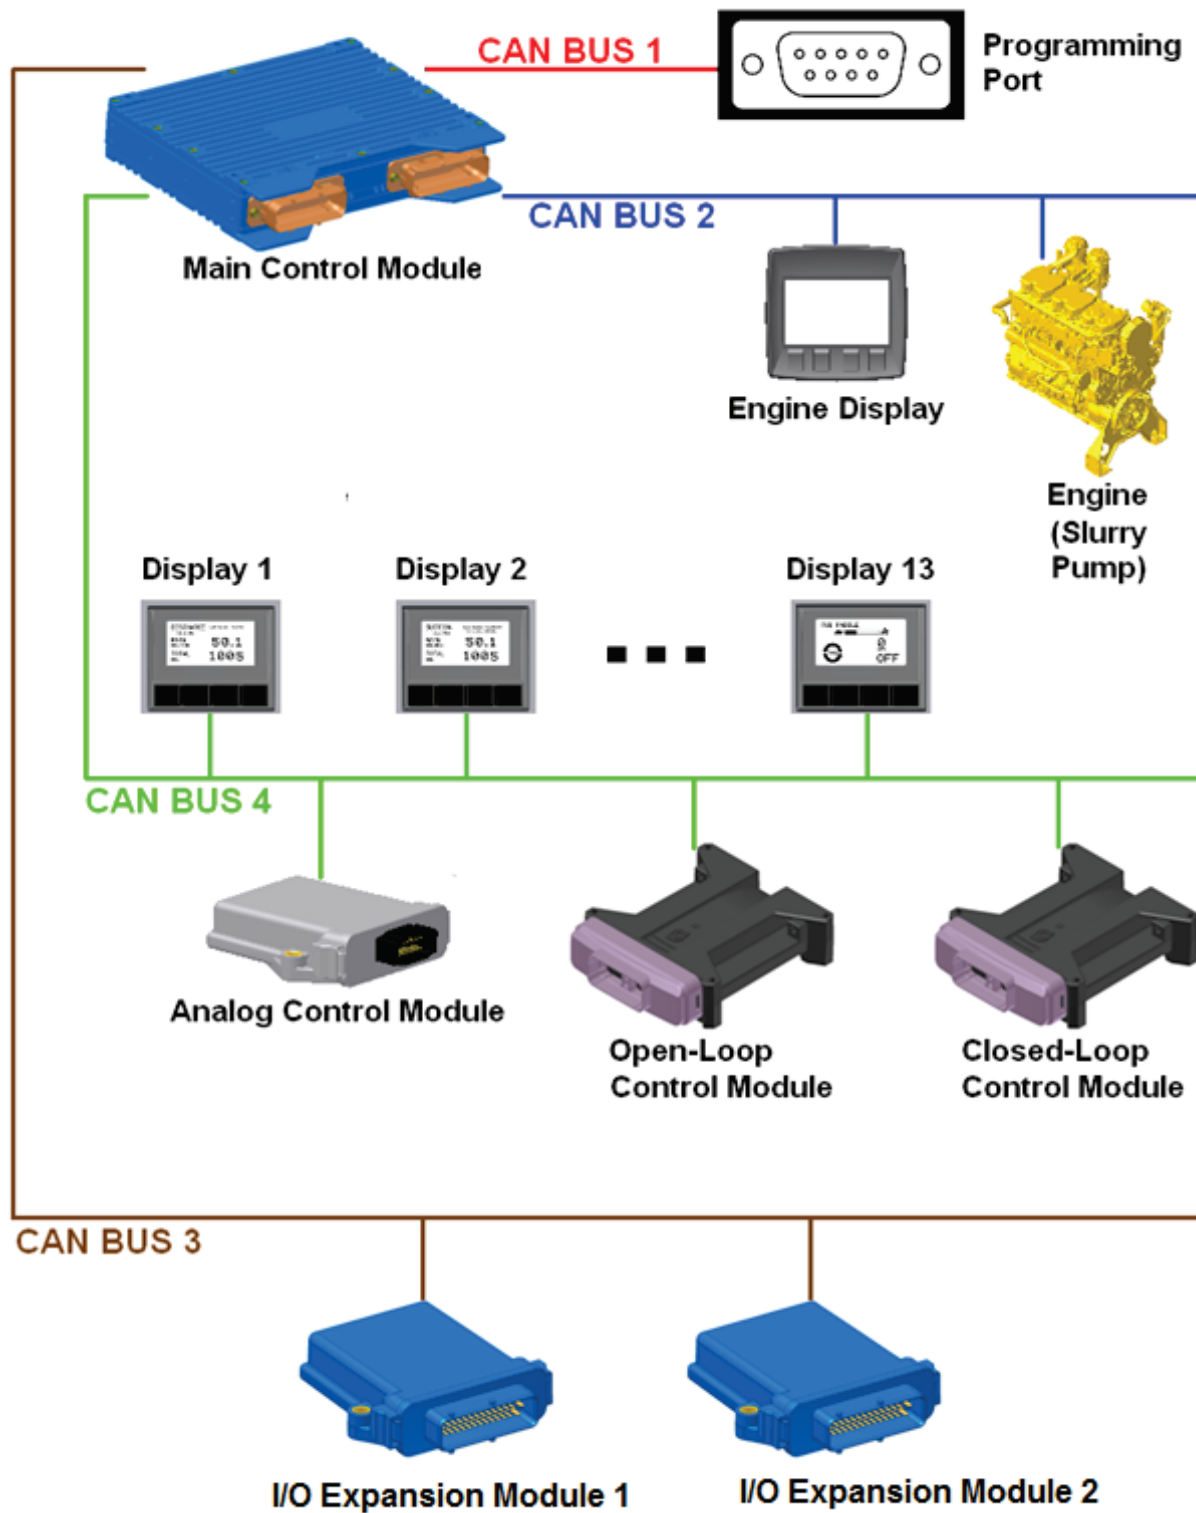 CAN BUS 1
Programming
Port
CAN BUS 2
Main Control Module
Engine Display
Engine
(Slurry
Pump)
Display 1
Display 2
Display 13
50.1
1005
50.1
1005
OFF
CAN BUS 4
Analog Control Module
Open-Loop
Control Module
Closed-Loop
Control Module
CAN BUS 3
I/O Expansion Module 1
I/O Expansion Module 2